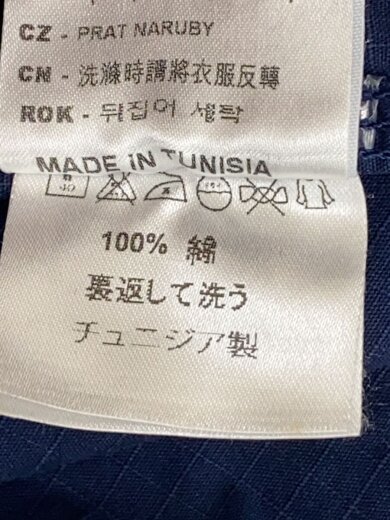 CZ - PRAT NARUBY
CN - 洗滌時請將衣服反轉
ROK - 뒤집어 세탁
MADE IN TUNISIA
40
100% 綿
裏返して洗う
チュニジア製